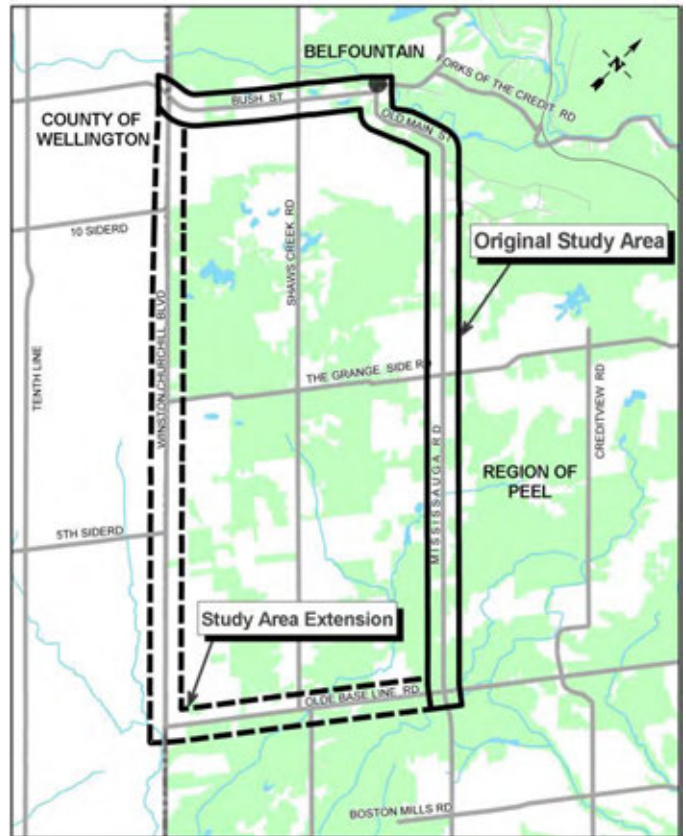 BELFOUNTAIN
N
FORKS OF THE CREDIT RD
BUSH ST
OLD MAIN ST
COUNTY OF
WELLINGTON
10 SIDERD
SHAWS CREEK RD
Original Study Area
TENTH LINE
WINSTON CHURCHILL BLVD
THE GRANGE SIDE RD
CREDITVIEW RD
MISSISSAUGA RD
REGION OF
PEEL
5TH SIDERD
Study Area Extension
OLDE BASE LINE RD
BOSTON MILLS RD